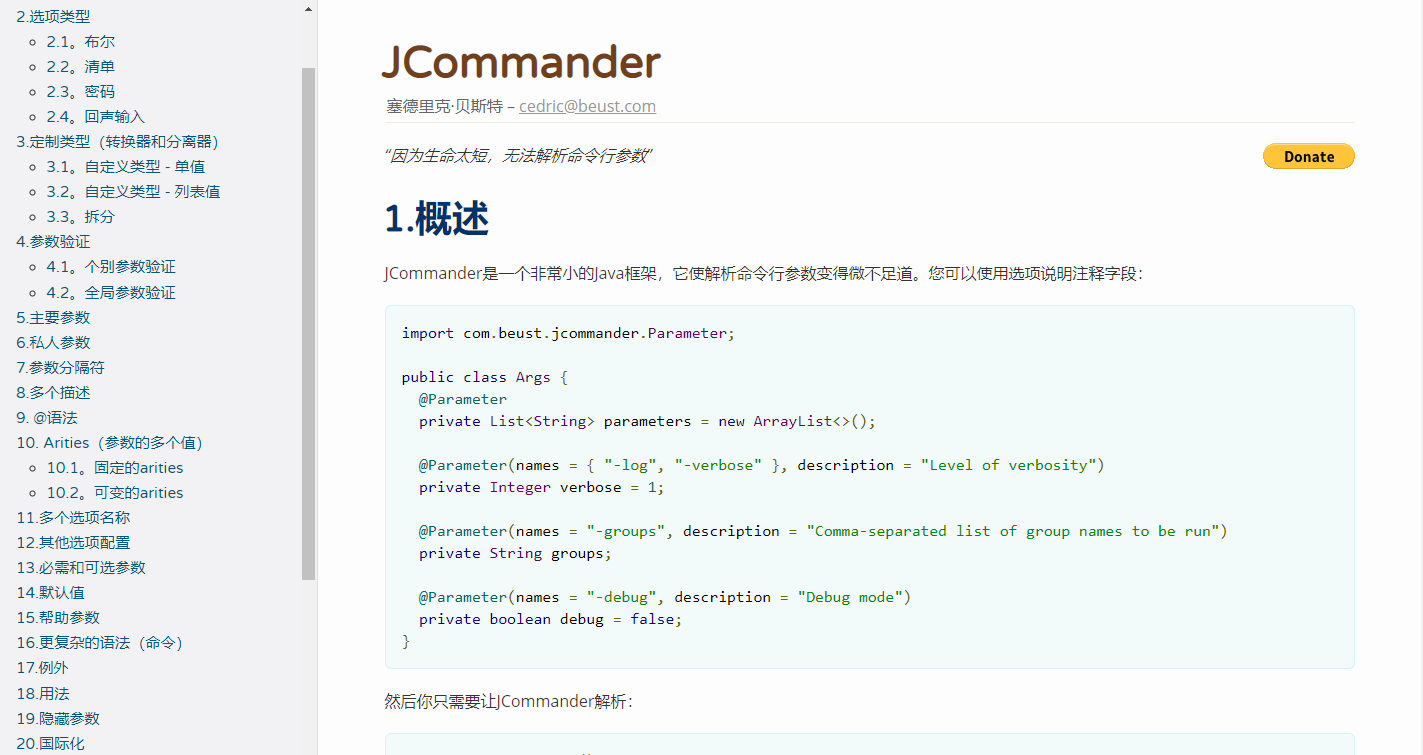 2.选项类型
2.1。布尔
2.2。清单
2.3。密码
2.4。回声输入
3.定制类型（转换器和分离器）
3.1。自定义类型 - 单值
3.2。自定义类型 - 列表值
3.3。拆分
4.参数验证
4.1。个别参数验证
4.2。全局参数验证
5.主要参数
6.私人参数
7.参数分隔符
8.多个描述
9. @语法
10. Arities（参数的多个值）
10.1。固定的arities
10.2。可变的arities
11.多个选项名称
12.其他选项配置
13.必需和可选参数
14.默认值
15.帮助参数
16.更复杂的语法（命令）
17.例外
18.用法
19.隐藏参数
20.国际化
JCommander
塞德里克·贝斯特 – cedric@beust.com
“因为生命太短，无法解析命令行参数”
Donate
1.概述
JCommander是一个非常小的Java框架，它使解析命令行参数变得微不足道。您可以使用选项说明注释字段：
import com.beust.jcommander.Parameter;
public class Args {
@Parameter
private List<String> parameters = new ArrayList<>();
@Parameter(names = { "-log", "-verbose" }, description = "Level of verbosity")
private Integer verbose = 1;
@Parameter(names = "-groups", description = "Comma-separated list of group names to be run")
private String groups;
@Parameter(names = "-debug", description = "Debug mode")
private boolean debug = false;
}
然后你只需要让JCommander解析：